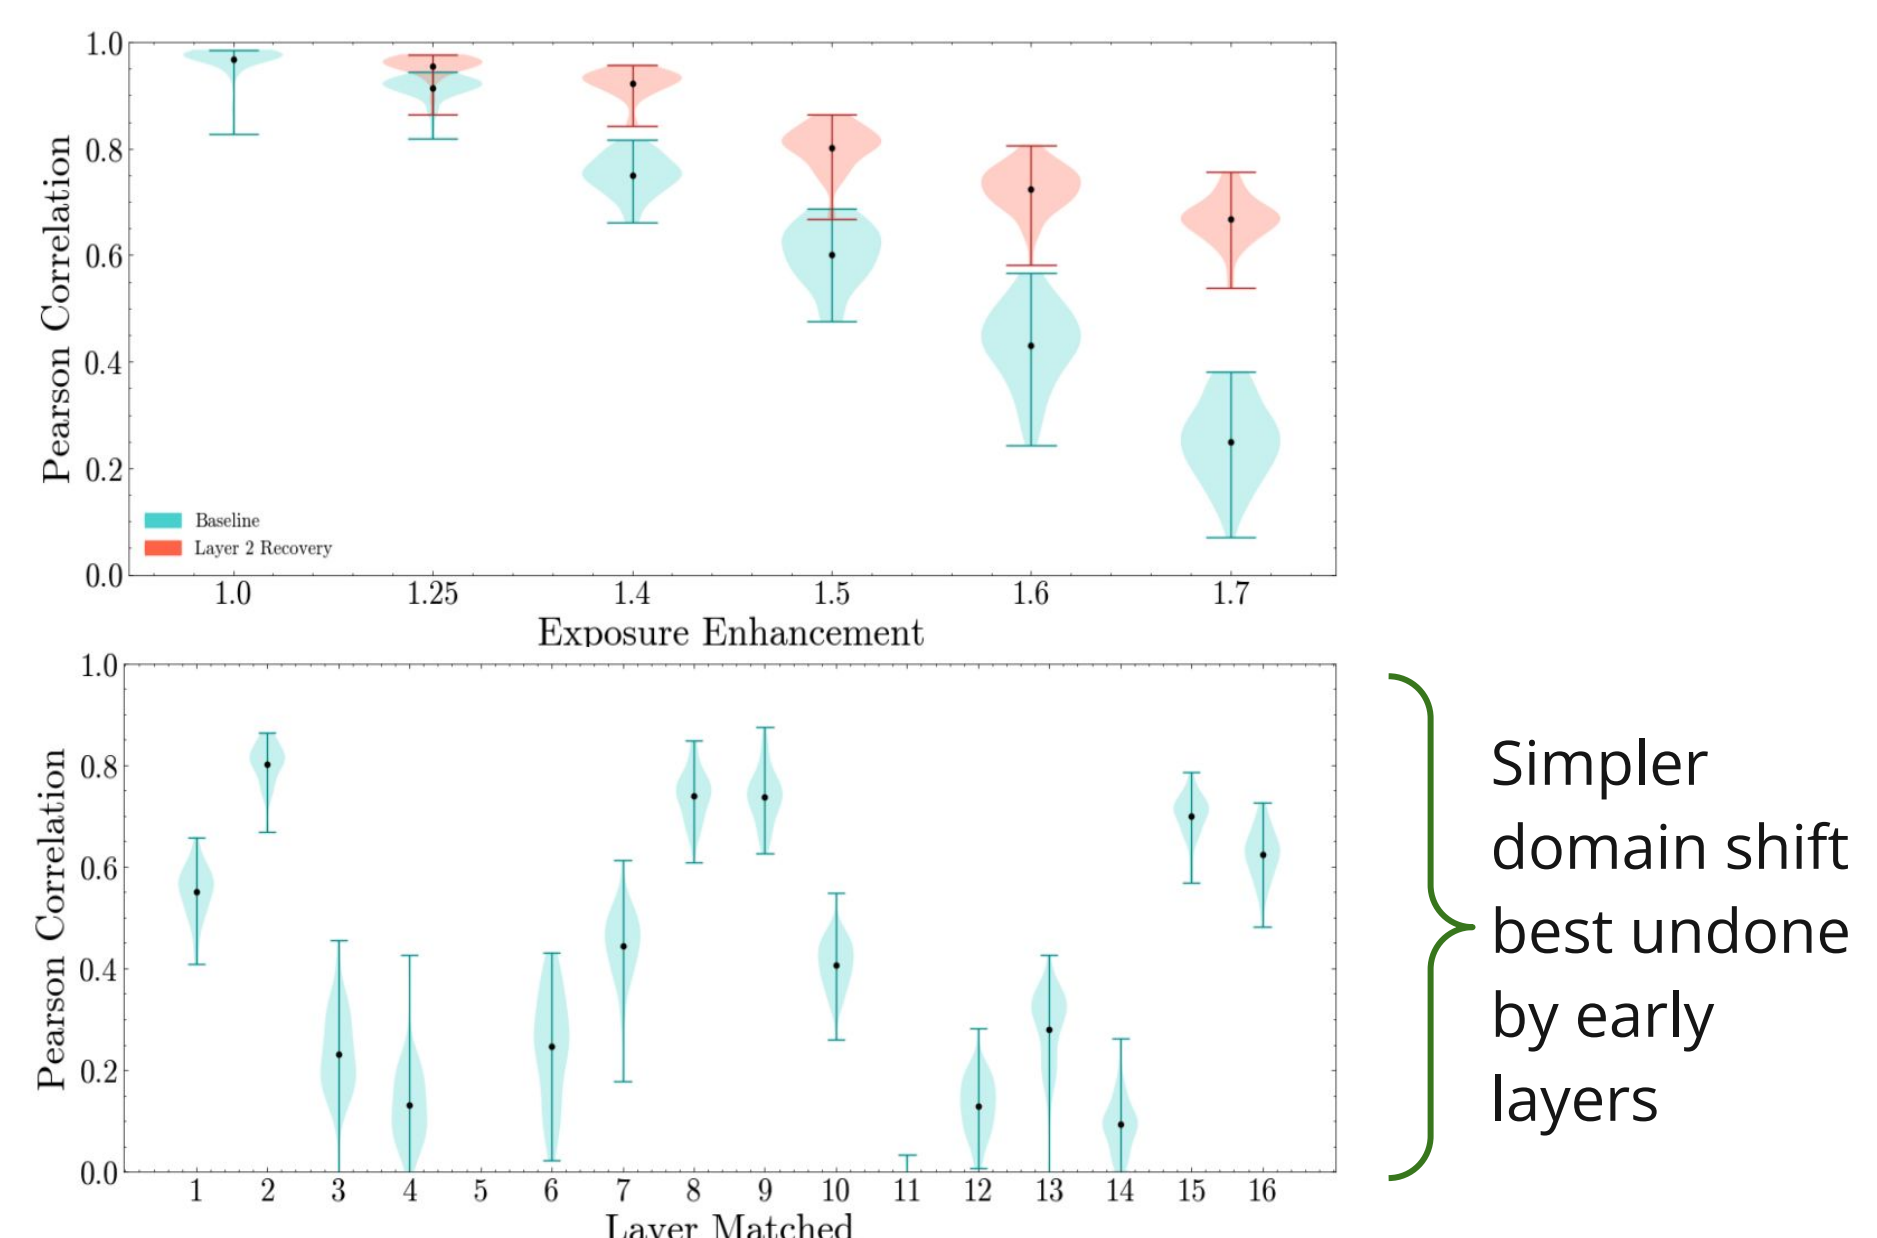 1.0
0.8
0.6
0.4
0.2
0.0
Pearson Correlation
Baseline
Layer 2 Recovery
1.0 1.25 1.4 1.5 1.6 1.7
Exposure Enhancement
1.0
0.8
0.6
0.4
0.2
0.0
Pearson Correlation
1 2 3 4 5 6 7 8 9 10 11 12 13 14 15 16
Layer Matched
Simpler
domain shift
best undone
by early
layers